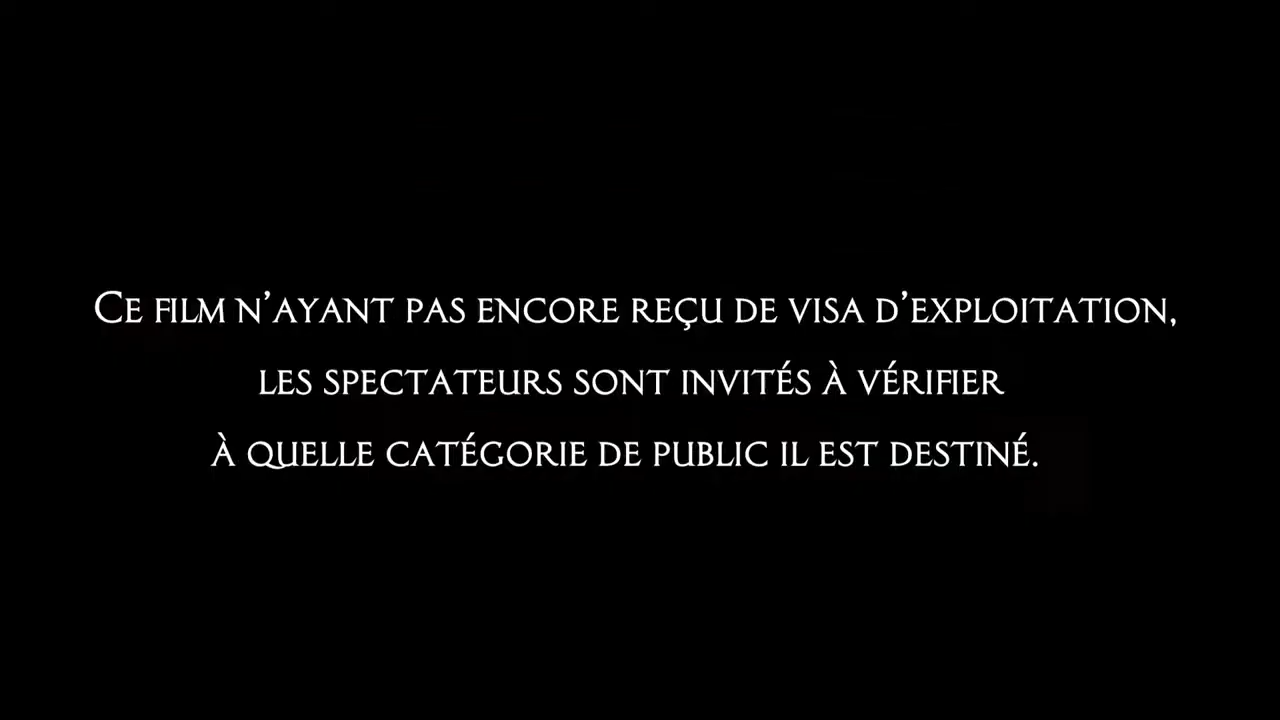 Ce film n’ayant pas encore reçu de visa d’exploitation,
les spectateurs sont invités à vérifier
à quelle catégorie de public il est destiné.